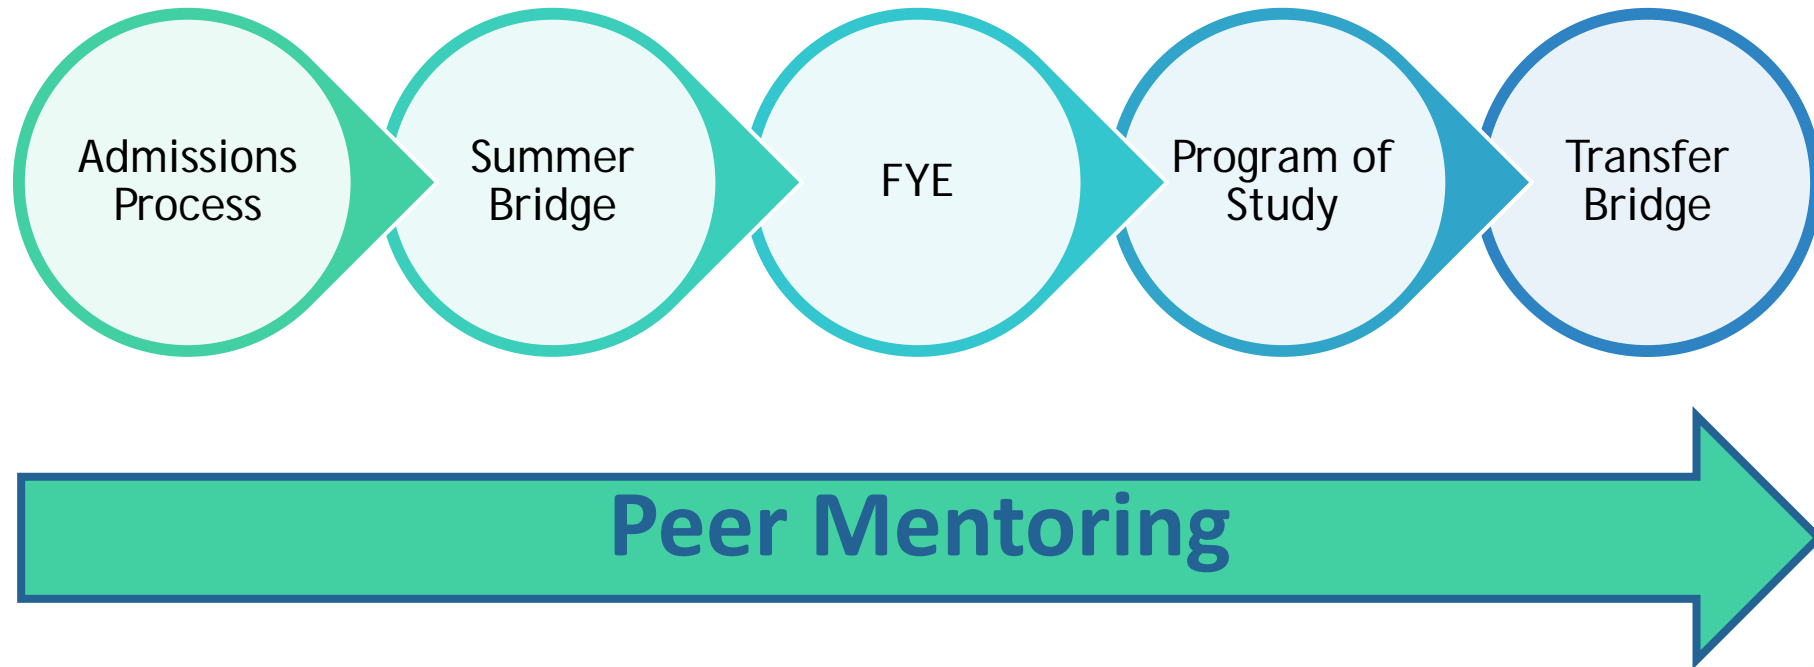 Admissions
Process
Summer
Bridge
FYE
Program of
Study
Transfer
Bridge
Peer Mentoring